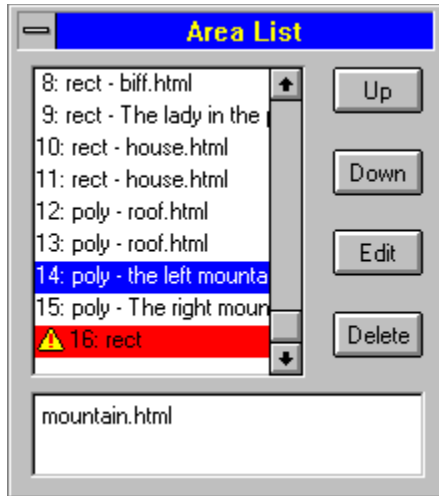 Area List
8: rect - biff.html
9: rect - The lady in the
10: rect - house.html
11: rect - house.html
12: poly - roof.html
13: poly - roof.html
14: poly - the left mounta
15: poly - The right moun
16: rect
Up
Down
Edit
Delete
mountain.html